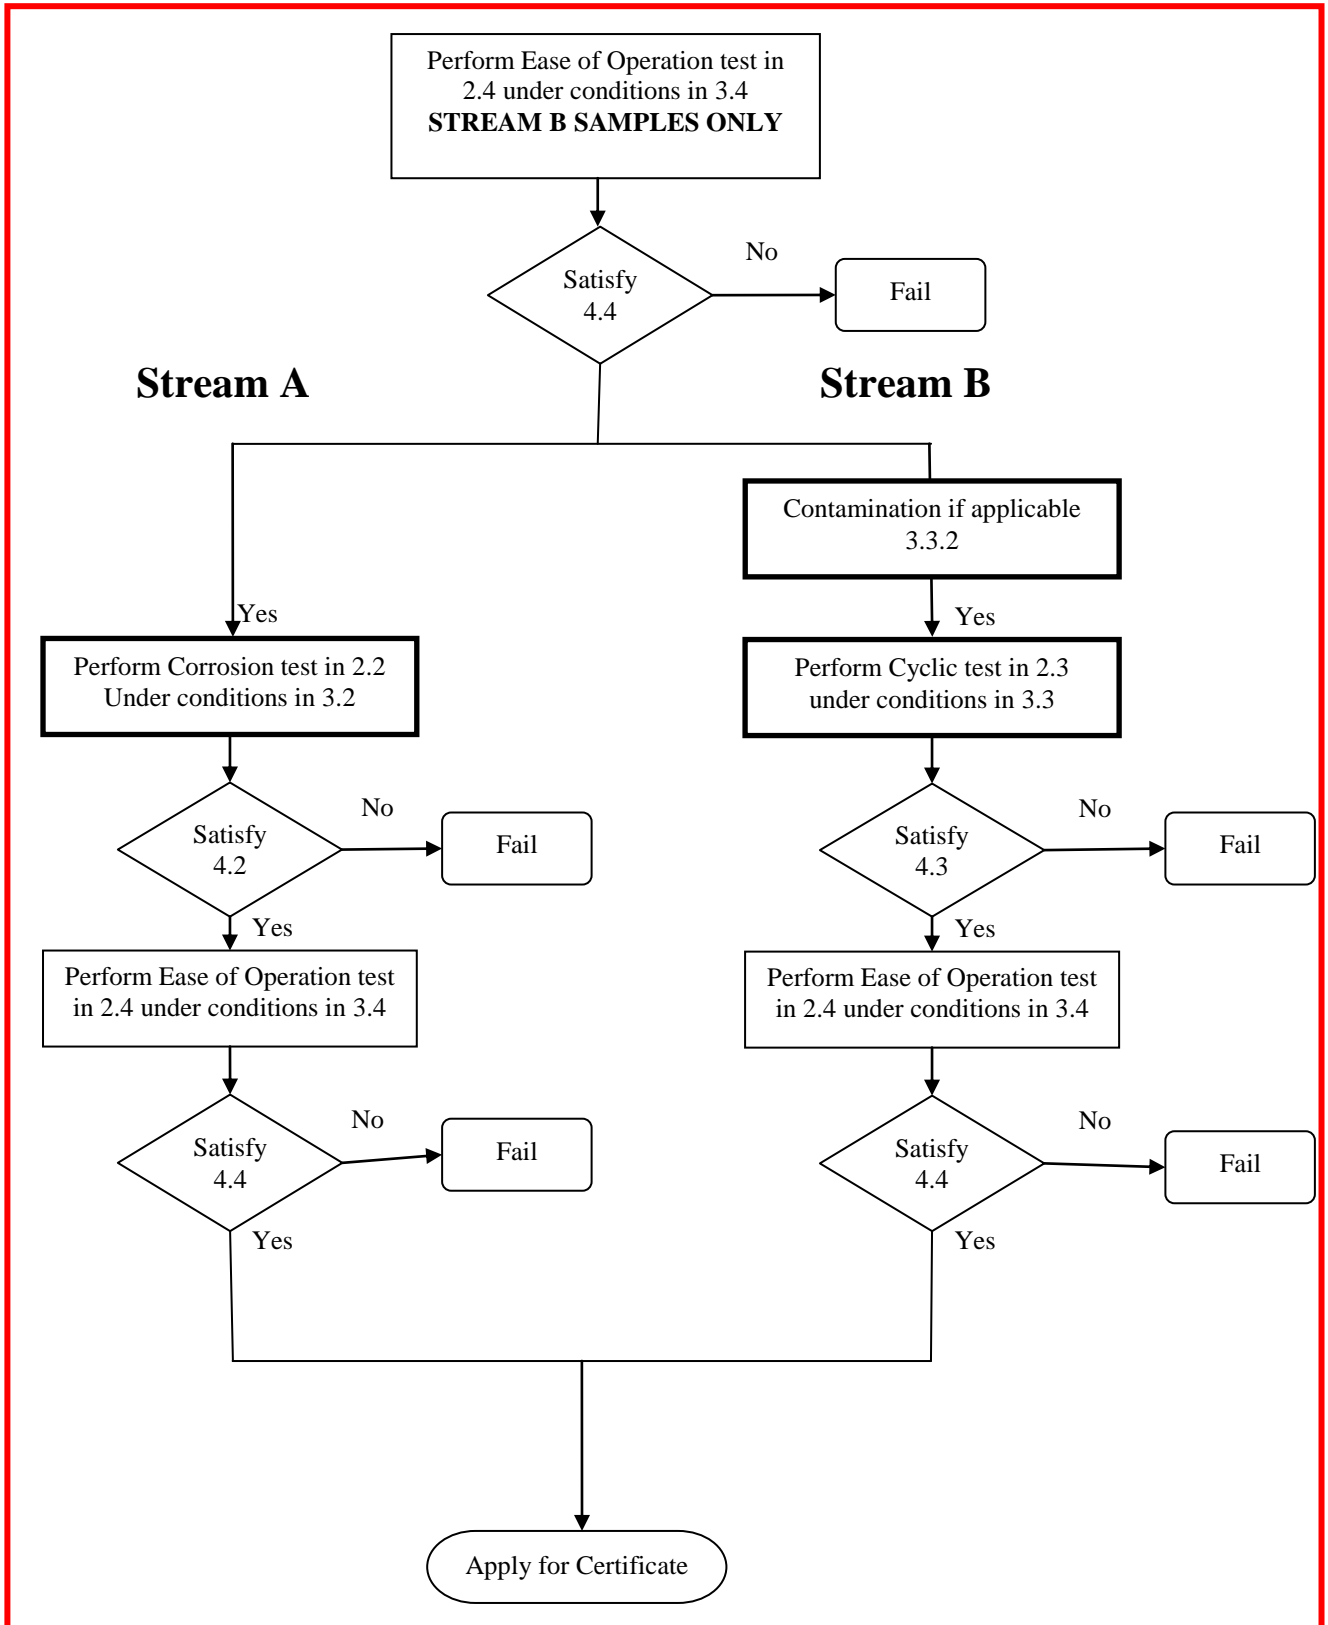 Perform Ease of Operation test in
2.4 under conditions in 3.4
STREAM B SAMPLES ONLY
Satisfy
4.4
No
Fail
Stream A
Stream B
Contamination if applicable
3.3.2
Yes
Yes
Perform Corrosion test in 2.2
Under conditions in 3.2
Perform Cyclic test in 2.3
under conditions in 3.3
Satisfy
4.2
No
Fail
Satisfy
4.3
No
Fail
Yes
Yes
Perform Ease of Operation test
in 2.4 under conditions in 3.4
Perform Ease of Operation test
in 2.4 under conditions in 3.4
Satisfy
4.4
No
Fail
Satisfy
4.4
No
Fail
Yes
Yes
Apply for Certificate